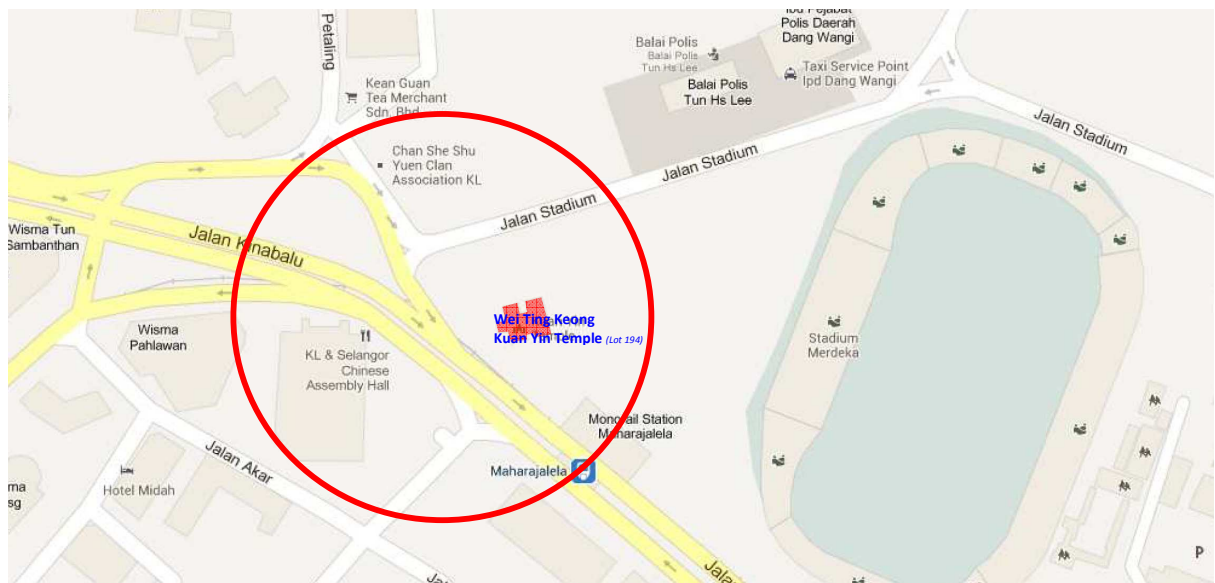 Petaling
Ibu Pejabat
Polis Daerah
Dang Wangi
Balai Polis
Balai Polis
Tun Hs Lee
Taxi Service Point
Ipd Dang Wangi
Balai Polis
Tun Hs Lee
Kean Guan
Tea Merchant
Sdn. Bhd
Jalan Stadium
Chan She Shu
Yuen Clan
Association KL
Jalan Stadium
Jalan Stadium
Wisma Tun
Sambanthan
Jalan Kinabalu
Wei Ting Keong
Kuan Yin Temple (Lot 194)
Wisma
Pahlawan
KL & Selangor
Chinese
Assembly Hall
Stadium
Merdeka
Monorail Station
Maharajalela
Jalan Akar
Maharajalela
Hotel Midah
ma
sg
P